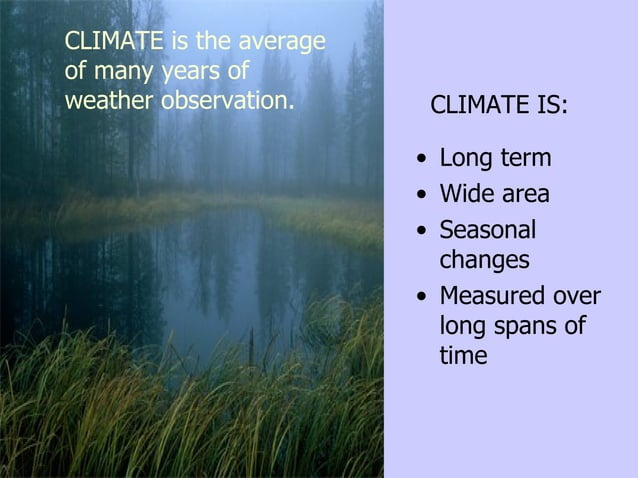 CLIMATE is the average
of many years of
weather observation.
CLIMATE IS:
• Long term
• Wide area
• Seasonal
changes
• Measured over
long spans of
time